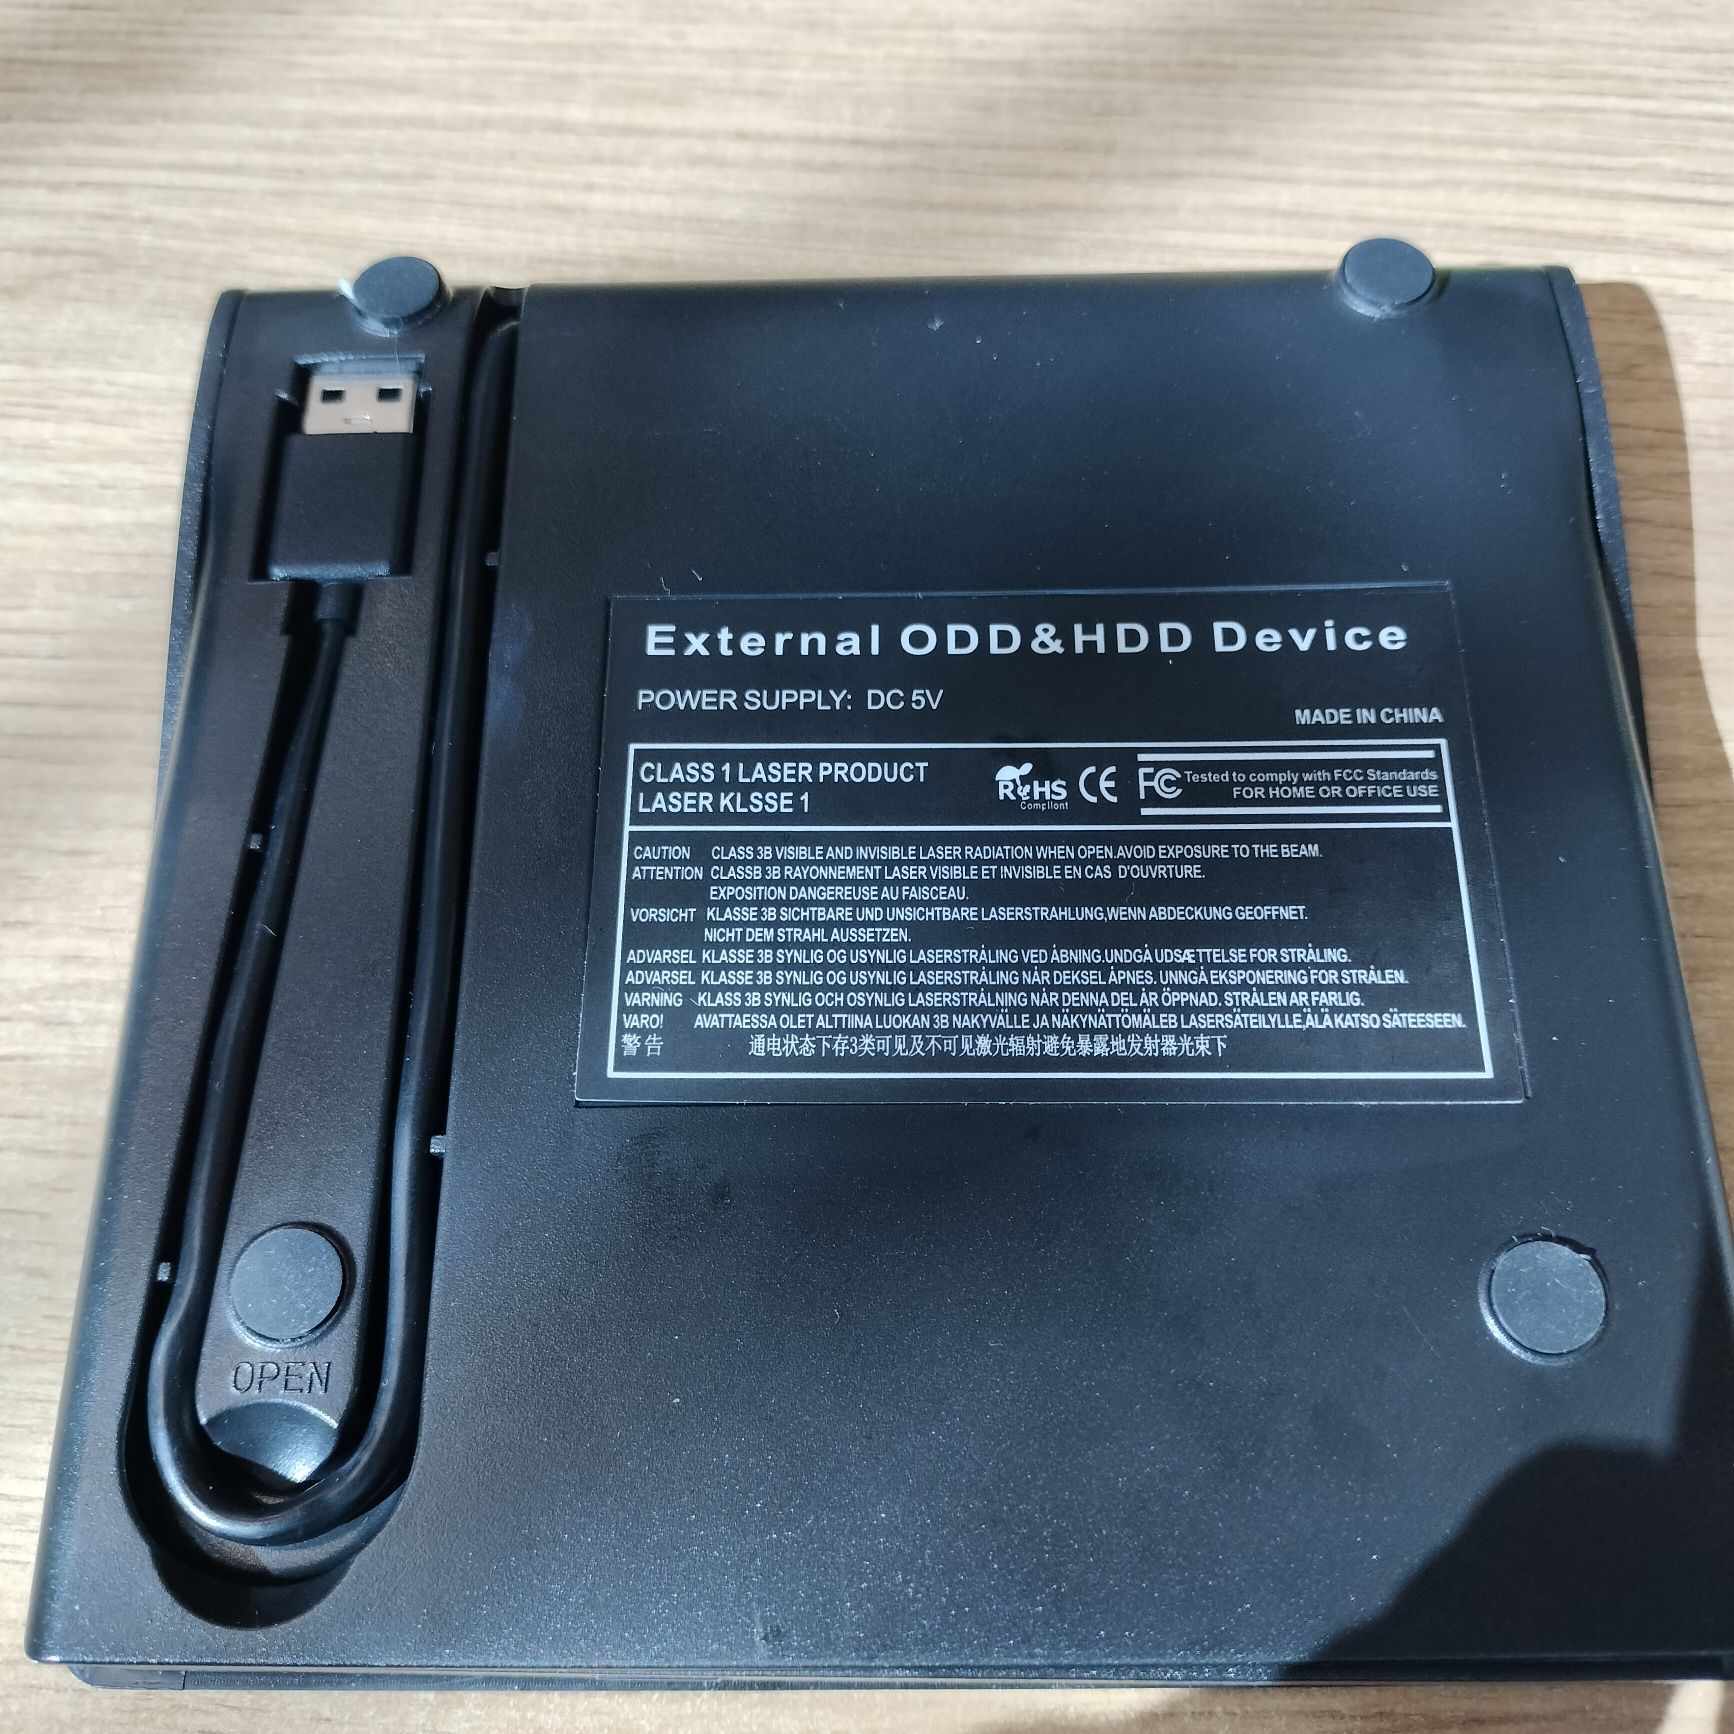 External ODD&HDD Device
POWER SUPPLY: DC 5V
MADE IN CHINA
CLASS 1 LASER PRODUCT
LASER KLSSE 1
RoHS
Compliant
CE
FC Tested to comply with FCC Standards
FOR HOME OR OFFICE USE
CAUTION CLASS 3B VISIBLE AND INVISIBLE LASER RADIATION WHEN OPEN.AVOID EXPOSURE TO THE BEAM.
ATTENTION CLASSB 3B RAYONNEMENT LASER VISIBLE ET INVISIBLE EN CAS D'OUVRTURE.
EXPOSITION DANGEREUSE AU FAISCEAU.
VORSICHT KLASSE 3B SICHTBARE UND UNSICHTBARE LASERSTRAHLUNG,WENN ABDECKUNG GEOFFNET.
NICHT DEM STRAHL AUSSETZEN.
ADVARSEL KLASSE 3B SYNLIG OG USYNLIG LASERSTRÅLING VED ÅBNING.UNDGÅ UDSÆTTELSE FOR STRÅLING.
ADVARSEL KLASSE 3B SYNLIG OG USYNLIG LASERSTRÅLING NÅR DEKSEL ÅPNES. UNNGÅ EKSPONERING FOR STRÅLEN.
VARNING KLASS 3B SYNLIG OCH OSYNLIG LASERSTRÅLNING NÅR DENNA DEL ÅR ÖPPNAD. STRÅLEN AR FARLIG.
VARO! AVATTAESSA OLET ALTTIINA LUOKAN 3B NAKYVÄLLE JA NÄKYNÄTTÖMÄLEB LASERSÄTEILYLLE,ÄLÄ KATSO SÄTEESEEN.
警告 通电状态下存3类可见及不可见激光辐射避免暴露地发射器光束下
OPEN